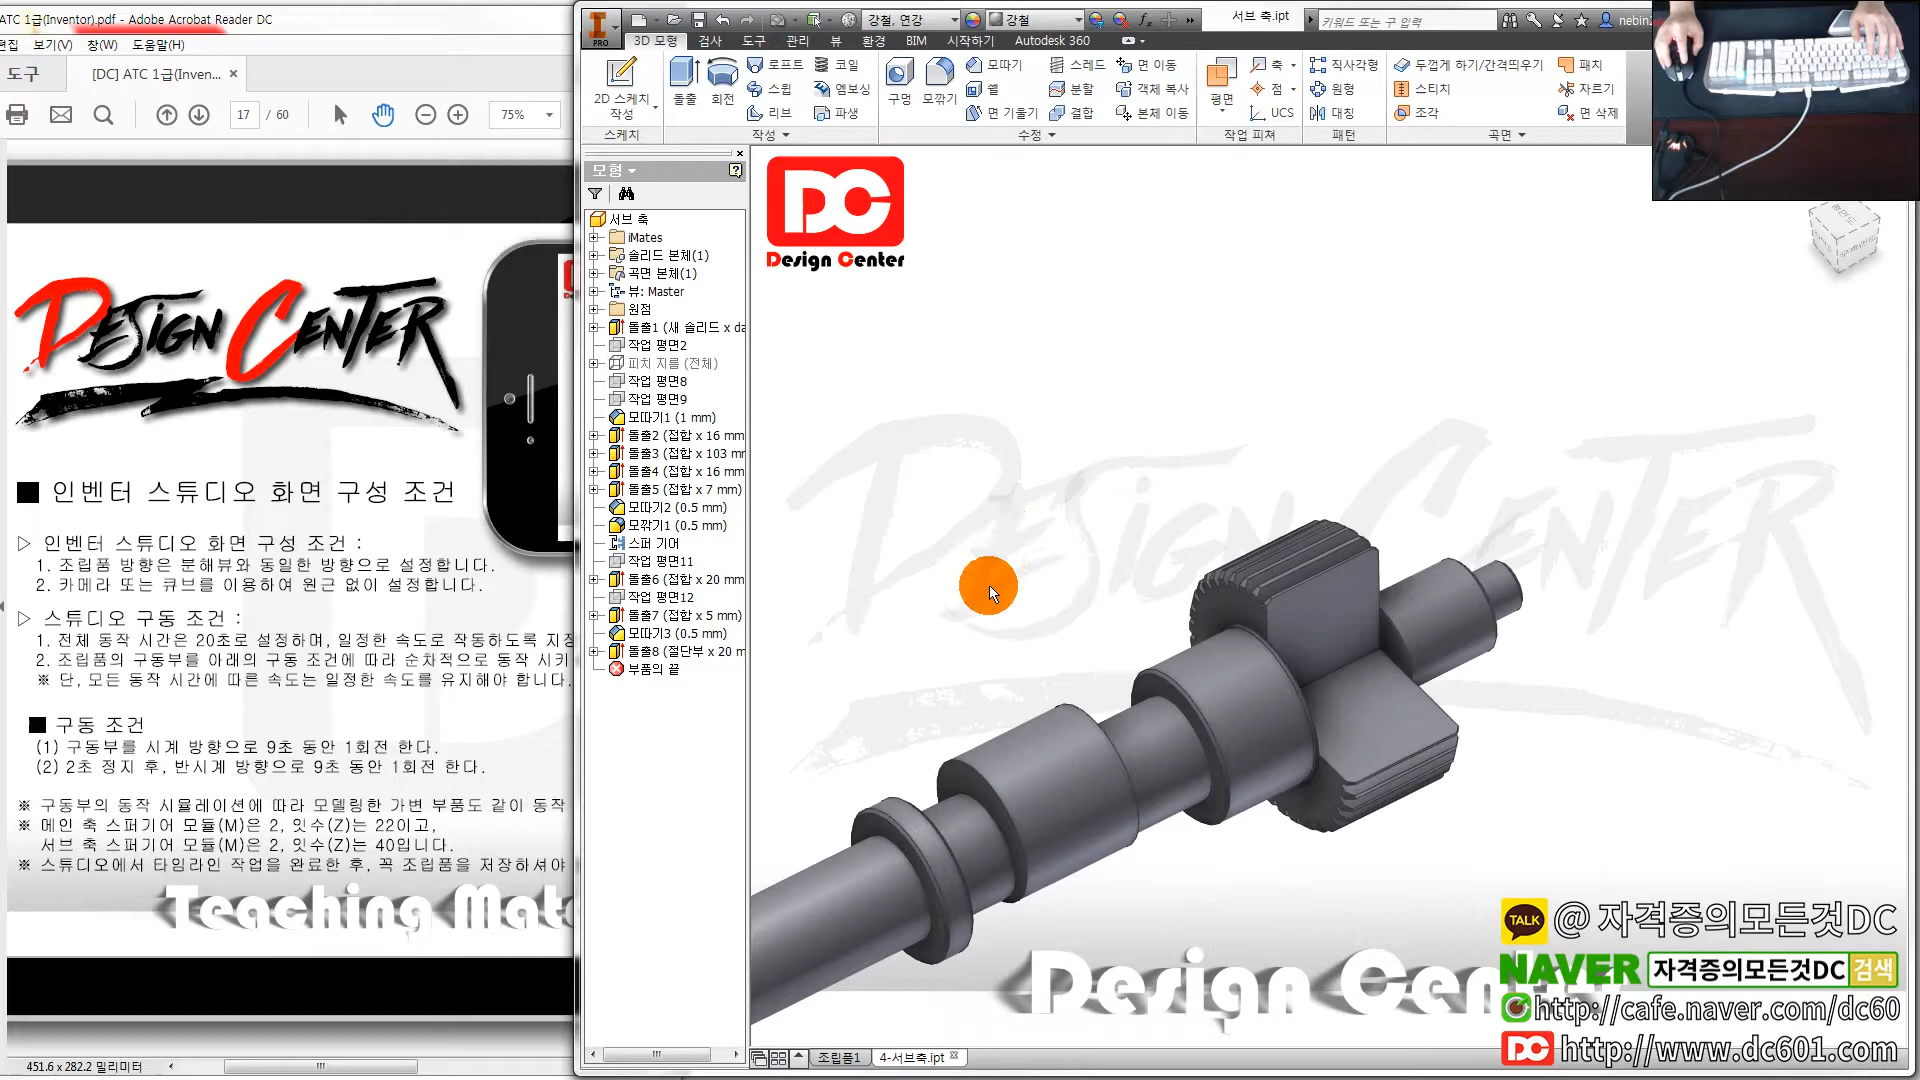 ATC 1급(Inventor).pdf - Adobe Acrobat Reader DC
편집 보기(V) 창(W) 도움말(H)
도구 [DC] ATC 1급(Inven... ×
17 / 60 75%
DESIGN CENTER
■ 인벤터 스튜디오 화면 구성 조건
▷ 인벤터 스튜디오 화면 구성 조건 :
1. 조립품 방향은 분해뷰와 동일한 방향으로 설정합니다.
2. 카메라 또는 큐브를 이용하여 원근 없이 설정합니다.
▷ 스튜디오 구동 조건 :
1. 전체 동작 시간은 20초로 설정하며, 일정한 속도로 작동하도록 지정
2. 조립품의 구동부를 아래의 구동 조건에 따라 순차적으로 동작 시키
※ 단, 모든 동작 시간에 따른 속도는 일정한 속도를 유지해야 합니다.
■ 구동 조건
(1) 구동부를 시계 방향으로 9초 동안 1회전 한다.
(2) 2초 정지 후, 반시계 방향으로 9초 동안 1회전 한다.
※ 구동부의 동작 시뮬레이션에 따라 모델링한 가변 부품도 같이 동작
※ 메인 축 스퍼기어 모듈(M)은 2, 잇수(Z)는 22이고,
서브 축 스퍼기어 모듈(M)은 2, 잇수(Z)는 40입니다.
※ 스튜디오에서 타임라인 작업을 완료한 후, 꼭 조립품을 저장하셔야
Teaching Mat
451.6 x 282.2 밀리미터
PRO 강철, 연강 강철 서브 축.ipt 키워드 또는 구 입력 nebin
3D 모형 검사 도구 관리 뷰 환경 BIM 시작하기 Autodesk 360
2D 스케치 작성 돌출 회전 로프트 코일 구멍 모깎기 모따기 스레드 면 이동 평면 축 직사각형 두껍게 하기/간격띄우기 패치
스윕 엠보싱 쉘 분할 객체 복사 점 원형 스티치 자르기
리브 파생 면 기울기 결합 본체 이동 UCS 대칭 조각 면 삭제
스케치 작성 수정 작업 피쳐 패턴 곡면
모형
서브 축
iMates
솔리드 본체(1)
곡면 본체(1)
뷰: Master
원점
돌출1 (새 솔리드 x da
작업 평면2
피치 지름 (전체)
작업 평면8
작업 평면9
모따기1 (1 mm)
돌출2 (접합 x 16 mm
돌출3 (접합 x 103 mm
돌출4 (접합 x 16 mm
돌출5 (접합 x 7 mm)
모따기2 (0.5 mm)
모깎기1 (0.5 mm)
스퍼 기어
작업 평면11
돌출6 (접합 x 20 mm
작업 평면12
돌출7 (접합 x 5 mm)
모따기3 (0.5 mm)
돌출8 (절단부 x 20 m
부품의 끝
DC
Design Center
DESIGN CENTER
Design Cen
조립품1 4-서브축.ipt
TALK @ 자격증의모든것DC
NAVER 자격증의모든것DC 검색
http://cafe.naver.com/dc60
DC http://www.dc601.com